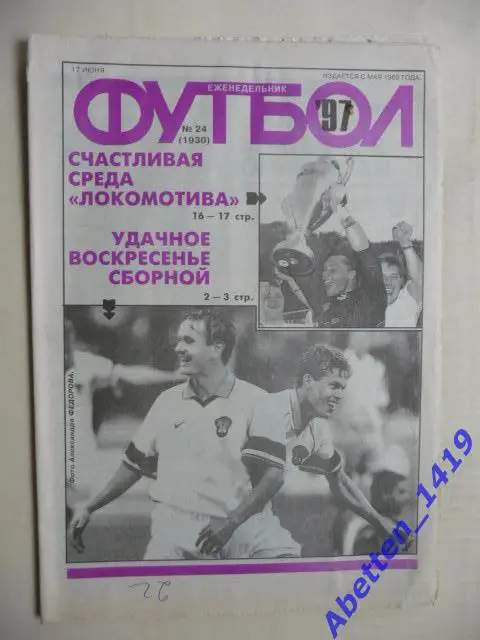 17 ИЮНЯ
ИЗДАЕТСЯ С МАЯ 1960 ГОДА.
ЕЖЕНЕДЕЛЬНИК
ФУТБОЛ
'97
№ 24
(1930)
СЧАСТЛИВАЯ
СРЕДА
«ЛОКОМОТИВА»
16 — 17 стр.
УДАЧНОЕ
ВОСКРЕСЕНЬЕ
СБОРНОЙ
2 — 3 стр.
Фото Александра ФЕДОРОВА.
22
Abetten_1419